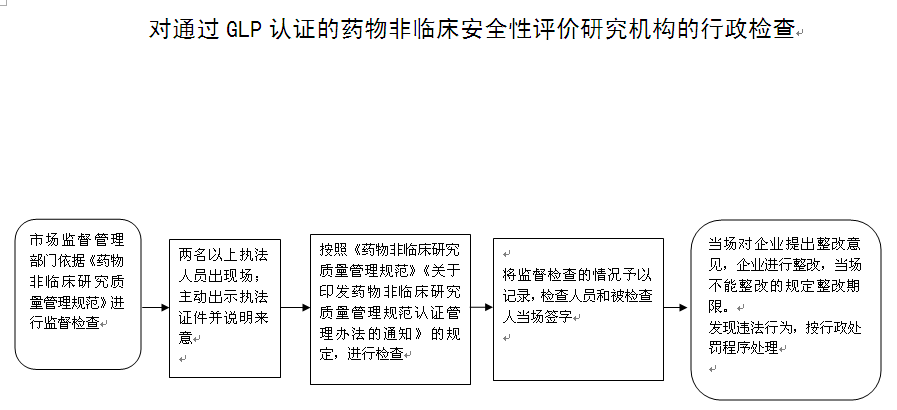 对通过 GLP 认证的药物非临床安全性评价研究机构的行政检查
市场监督管理
部门依据《药物
非临床研究质
量管理规范》进
行监督检查
两名以上执法
人员出现场；
主动出示执法
证件并说明来
意
按照《药物非临床研究
质量管理规范》《关于
印发药物非临床研究
质量管理规范认证管
理办法的通知》的规
定，进行检查
将监督检查的情况予以
记录，检查人员和被检查
人当场签字
当场对企业提出整改意
见，企业进行整改，当场
不能整改的规定整改期
限。
发现违法行为，按行政处
罚程序处理